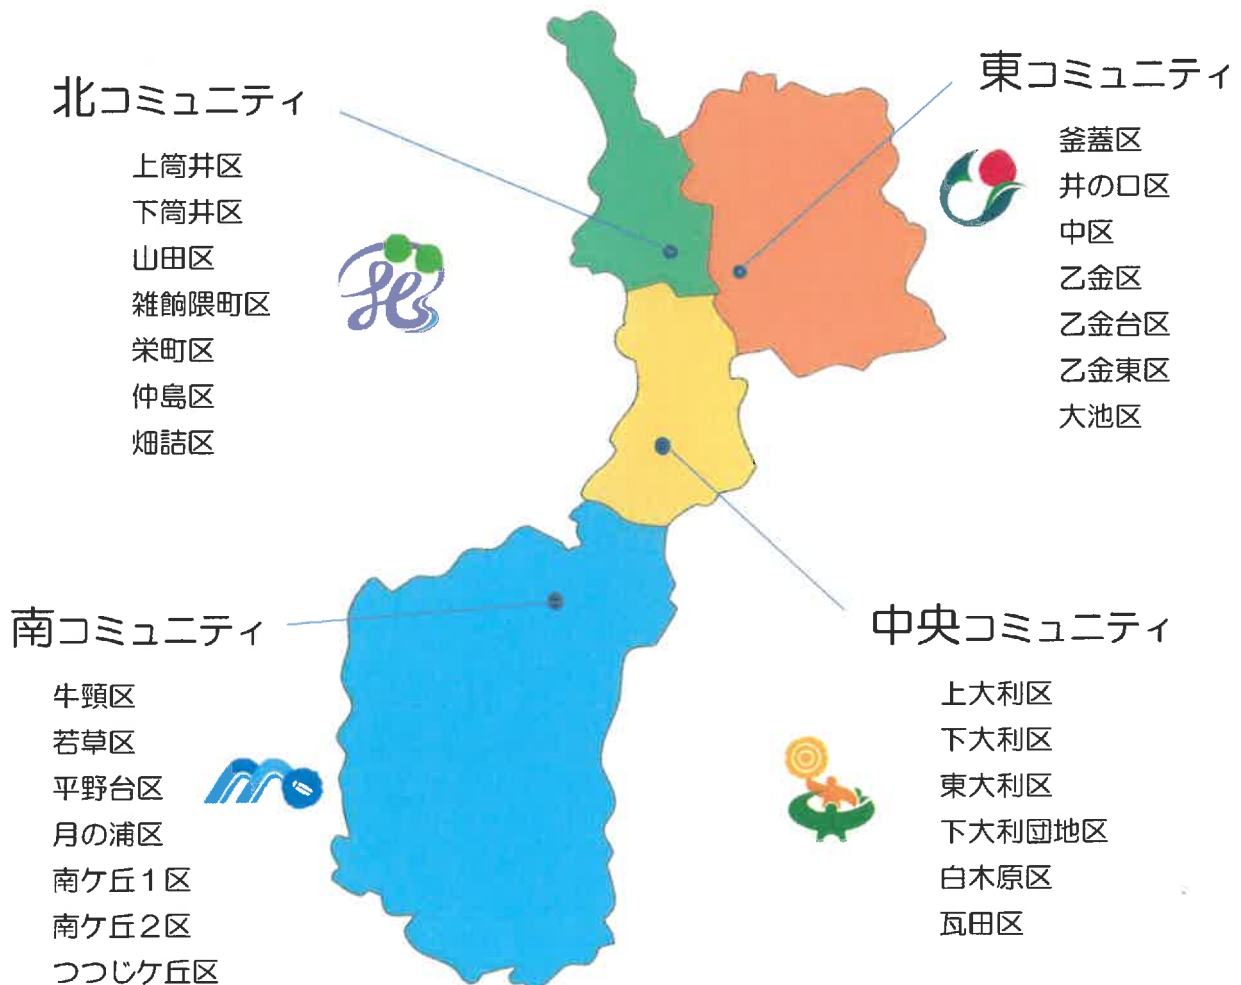 北コミュニティ
上筒井区
下筒井区
山田区
雑餉隈町区
栄町区
仲島区
畑詰区
東コミュニティ
釜蓋区
井の口区
中区
乙金区
乙金台区
乙金東区
大池区
南コミュニティ
牛頸区
若草区
平野台区
月の浦区
南ケ丘1区
南ケ丘2区
つつじケ丘区
中央コミュニティ
上大利区
下大利区
東大利区
下大利団地区
白木原区
瓦田区